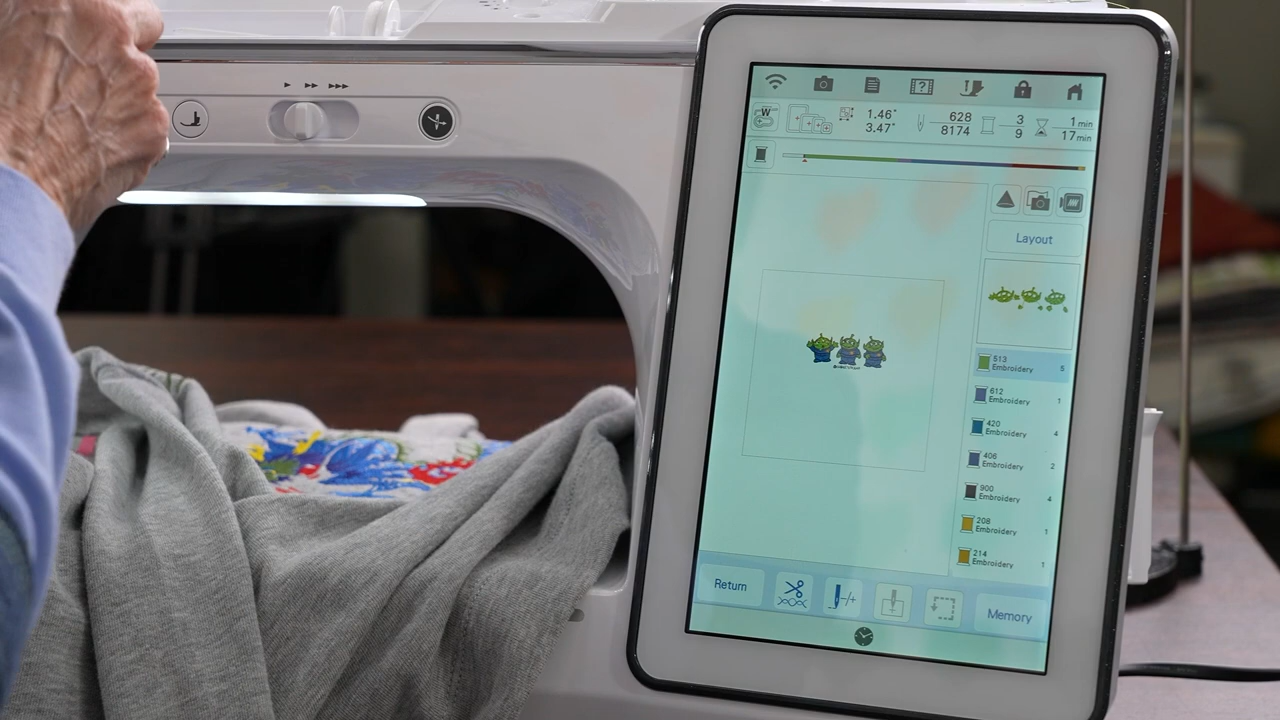 W
1.46"
3.47"
628
8174
3
9
1 min
17 min
Layout
513
Embroidery 5
612
Embroidery 1
420
Embroidery 4
406
Embroidery 2
900
Embroidery 4
208
Embroidery 1
214
Embroidery 1
Return
-/+
Memory